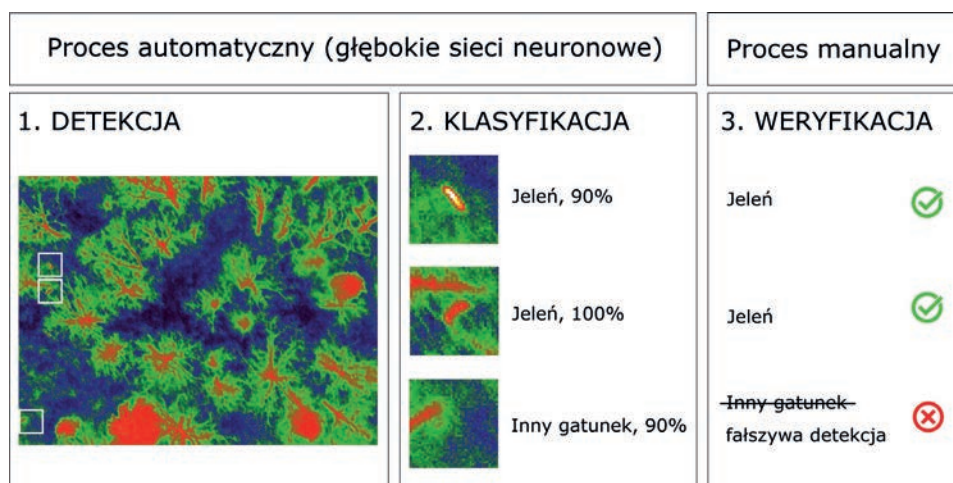 Proces automatyczny (głębokie sieci neuronowe)
Proces manualny
1. DETEKCJA
2. KLASYFIKACJA
Jeleń, 90%
Jeleń, 100%
Inny gatunek, 90%
3. WERYFIKACJA
Jeleń
Jeleń
Inny gatunek
fałszywa detekcja